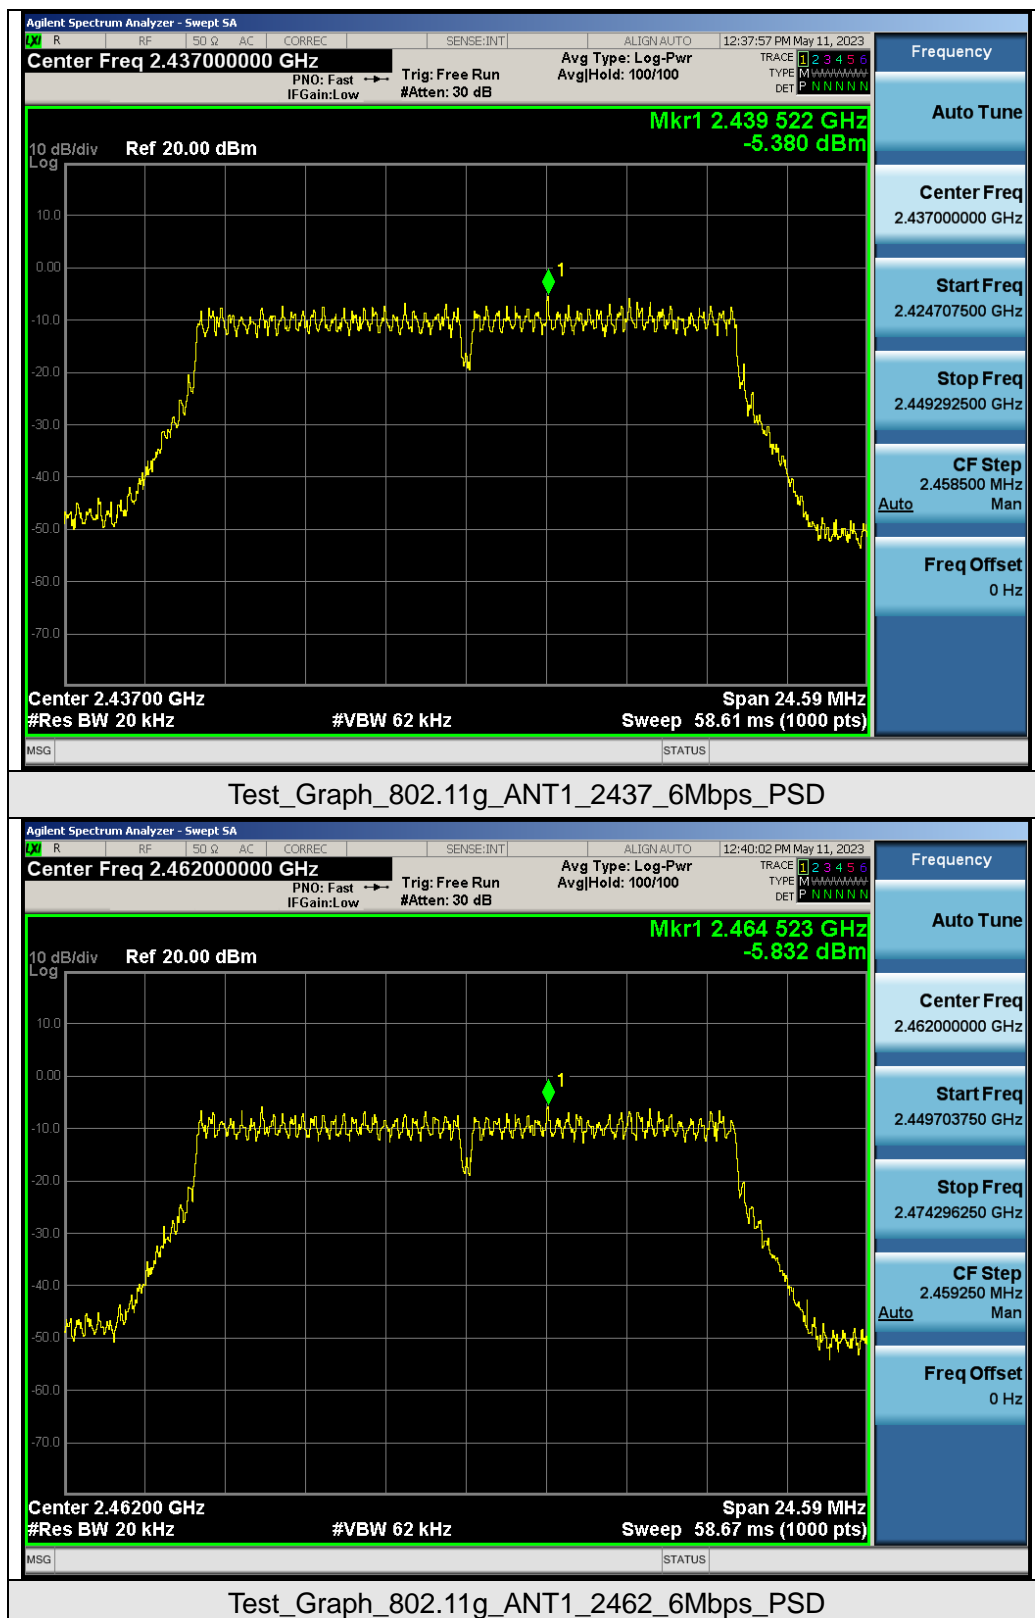 Agilent Spectrum Analyzer - Swept SA
LXI R RF 50 Ω AC CORREC SENSE:INT ALIGN AUTO 12:37:57 PM May 11, 2023
Center Freq 2.437000000 GHz
PNO: Fast
IFGain:Low
Trig: Free Run
#Atten: 30 dB
Avg Type: Log-Pwr
Avg|Hold: 100/100
TRACE 1 2 3 4 5 6
TYPE M
DET P N N N N N
Mkr1 2.439 522 GHz
-5.380 dBm
10 dB/div
Log
Ref 20.00 dBm
10.0
0.00
-10.0
-20.0
-30.0
-40.0
-50.0
-60.0
-70.0
1
Center 2.43700 GHz
Span 24.59 MHz
#Res BW 20 kHz
#VBW 62 kHz
Sweep 58.61 ms (1000 pts)
MSG
STATUS
Frequency
Auto Tune
Center Freq
2.437000000 GHz
Start Freq
2.424707500 GHz
Stop Freq
2.449292500 GHz
CF Step
2.458500 MHz
Auto Man
Freq Offset
0 Hz
Test_Graph_802.11g_ANT1_2437_6Mbps_PSD
Agilent Spectrum Analyzer - Swept SA
LXI R RF 50 Ω AC CORREC SENSE:INT ALIGN AUTO 12:40:02 PM May 11, 2023
Center Freq 2.462000000 GHz
PNO: Fast
IFGain:Low
Trig: Free Run
#Atten: 30 dB
Avg Type: Log-Pwr
Avg|Hold: 100/100
TRACE 1 2 3 4 5 6
TYPE M
DET P N N N N N
Mkr1 2.464 523 GHz
-5.832 dBm
10 dB/div
Log
Ref 20.00 dBm
10.0
0.00
-10.0
-20.0
-30.0
-40.0
-50.0
-60.0
-70.0
1
Center 2.46200 GHz
Span 24.59 MHz
#Res BW 20 kHz
#VBW 62 kHz
Sweep 58.67 ms (1000 pts)
MSG
STATUS
Frequency
Auto Tune
Center Freq
2.462000000 GHz
Start Freq
2.449703750 GHz
Stop Freq
2.474296250 GHz
CF Step
2.459250 MHz
Auto Man
Freq Offset
0 Hz
Test_Graph_802.11g_ANT1_2462_6Mbps_PSD